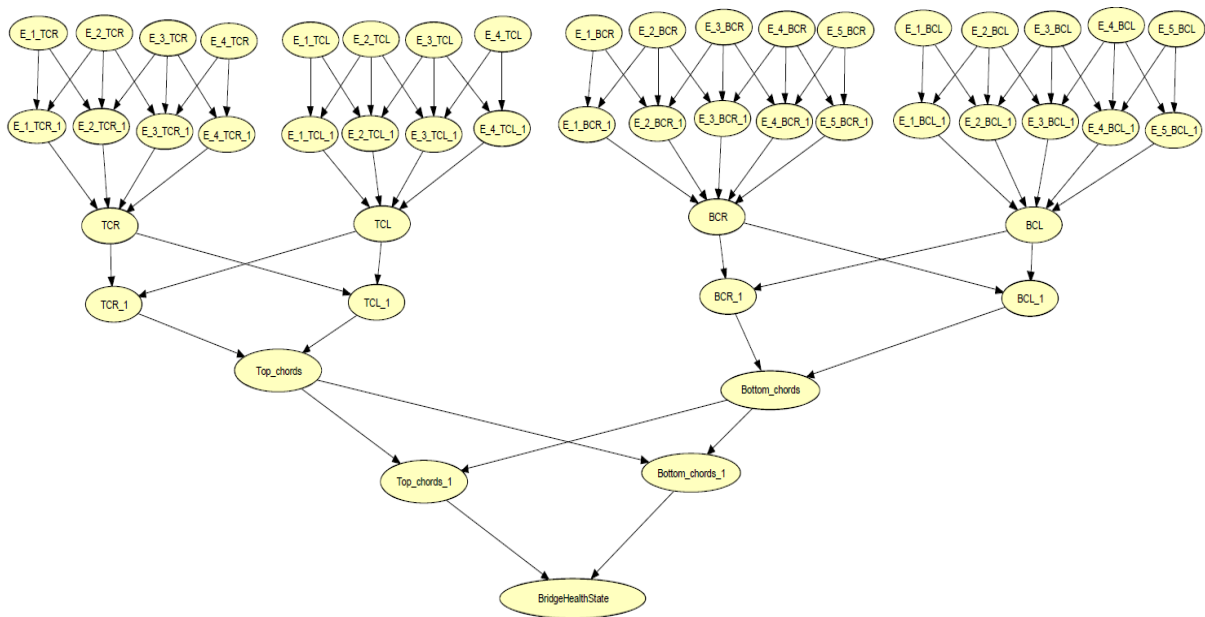 E_1_TCR
E_2_TCR
E_3_TCR
E_4_TCR
E_1_TCL
E_2_TCL
E_3_TCL
E_4_TCL
E_1_BCR
E_2_BCR
E_3_BCR
E_4_BCR
E_5_BCR
E_1_BCL
E_2_BCL
E_3_BCL
E_4_BCL
E_5_BCL
E_1_TCR_1
E_2_TCR_1
E_3_TCR_1
E_4_TCR_1
E_1_TCL_1
E_2_TCL_1
E_3_TCL_1
E_4_TCL_1
E_1_BCR_1
E_2_BCR_1
E_3_BCR_1
E_4_BCR_1
E_5_BCR_1
E_1_BCL_1
E_2_BCL_1
E_3_BCL_1
E_4_BCL_1
E_5_BCL_1
TCR
TCL
BCR
BCL
TCR_1
TCL_1
BCR_1
BCL_1
Top_chords
Bottom_chords
Top_chords_1
Bottom_chords_1
BridgeHealthState